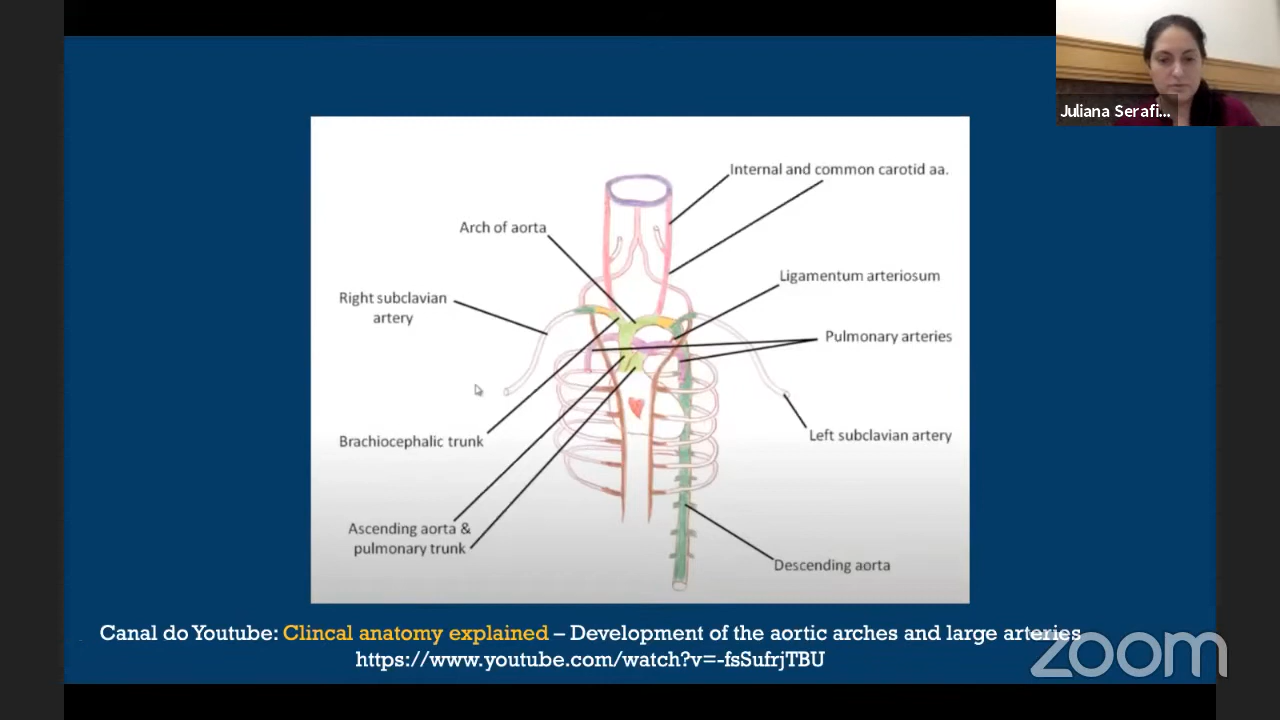 Juliana Serafi...
Internal and common carotid aa.
Arch of aorta
Ligamentum arteriosum
Right subclavian
artery
Pulmonary arteries
Left subclavian artery
Brachiocephalic trunk
Ascending aorta &
pulmonary trunk
Descending aorta
Canal do Youtube: Clincal anatomy explained – Development of the aortic arches and large arteries
https://www.youtube.com/watch?v=-fsSufrjTBU
zoom